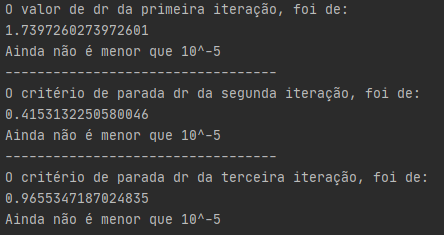 O valor de dr da primeira iteração, foi de:
1.7397260273972601
Ainda não é menor que 10^-5
---------------------------------
O critério de parada dr da segunda iteração, foi de:
0.4153132250580046
Ainda não é menor que 10^-5
---------------------------------
O critério de parada dr da terceira iteração, foi de:
0.9655347187024835
Ainda não é menor que 10^-5